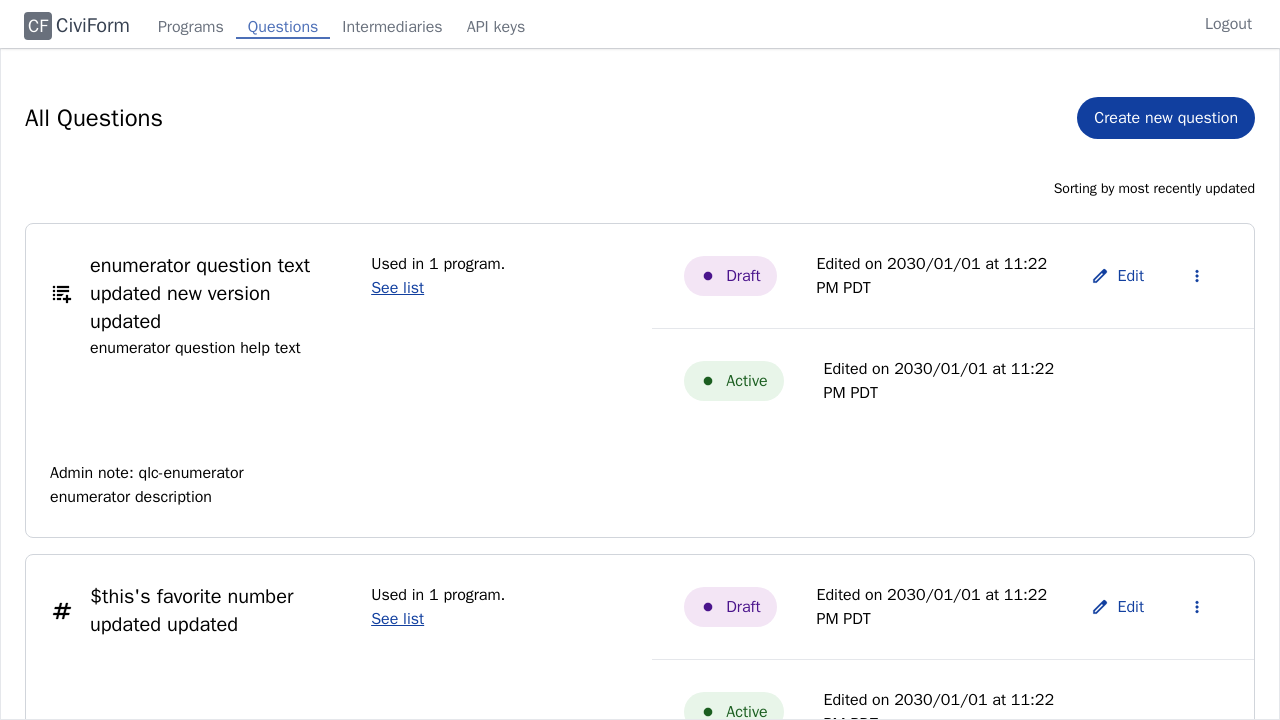 CF CiviForm Programs Questions Intermediaries API keys Logout
All Questions Create new question
Sorting by most recently updated
enumerator question text
updated new version
updated
enumerator question help text
Used in 1 program.
See list
Draft
Edited on 2030/01/01 at 11:22
PM PDT
Edit
Active
Edited on 2030/01/01 at 11:22
PM PDT
Admin note: qlc-enumerator
enumerator description
$this's favorite number
updated updated
Used in 1 program.
See list
Draft
Edited on 2030/01/01 at 11:22
PM PDT
Edit
Active
Edited on 2030/01/01 at 11:22